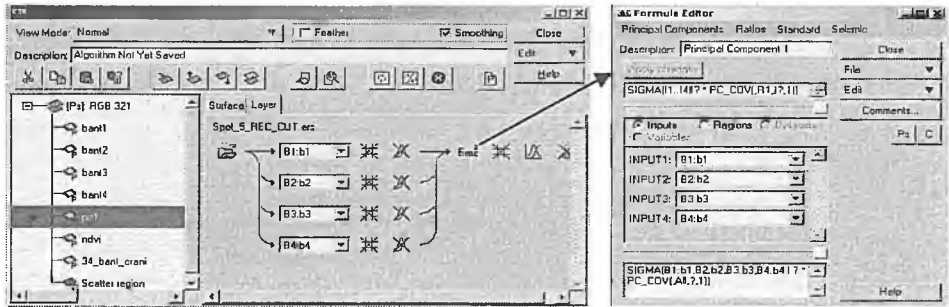 View Mode: Normal
Feather
Smoothing
Close
Description: Algorithm Not Yet Saved
Edit
Help
[Ps] RGB 321
bant1
bant2
bant3
bant4
ndvi
34_bant_orani
Scatter region
Surface Layer
Spot_5_REC_CUT ers
B1:b1
B2:b2
B3:b3
B4:b4
Formula Editor
Principal Components Ratios Standard Seismic
Description: Principal Component 1
Close
File
Edit
Comments...
Ps C
Inputs Regions
Variables
INPUT1: B1:b1
INPUT2: B2:b2
INPUT3: B3:b3
INPUT4: B4:b4
Help